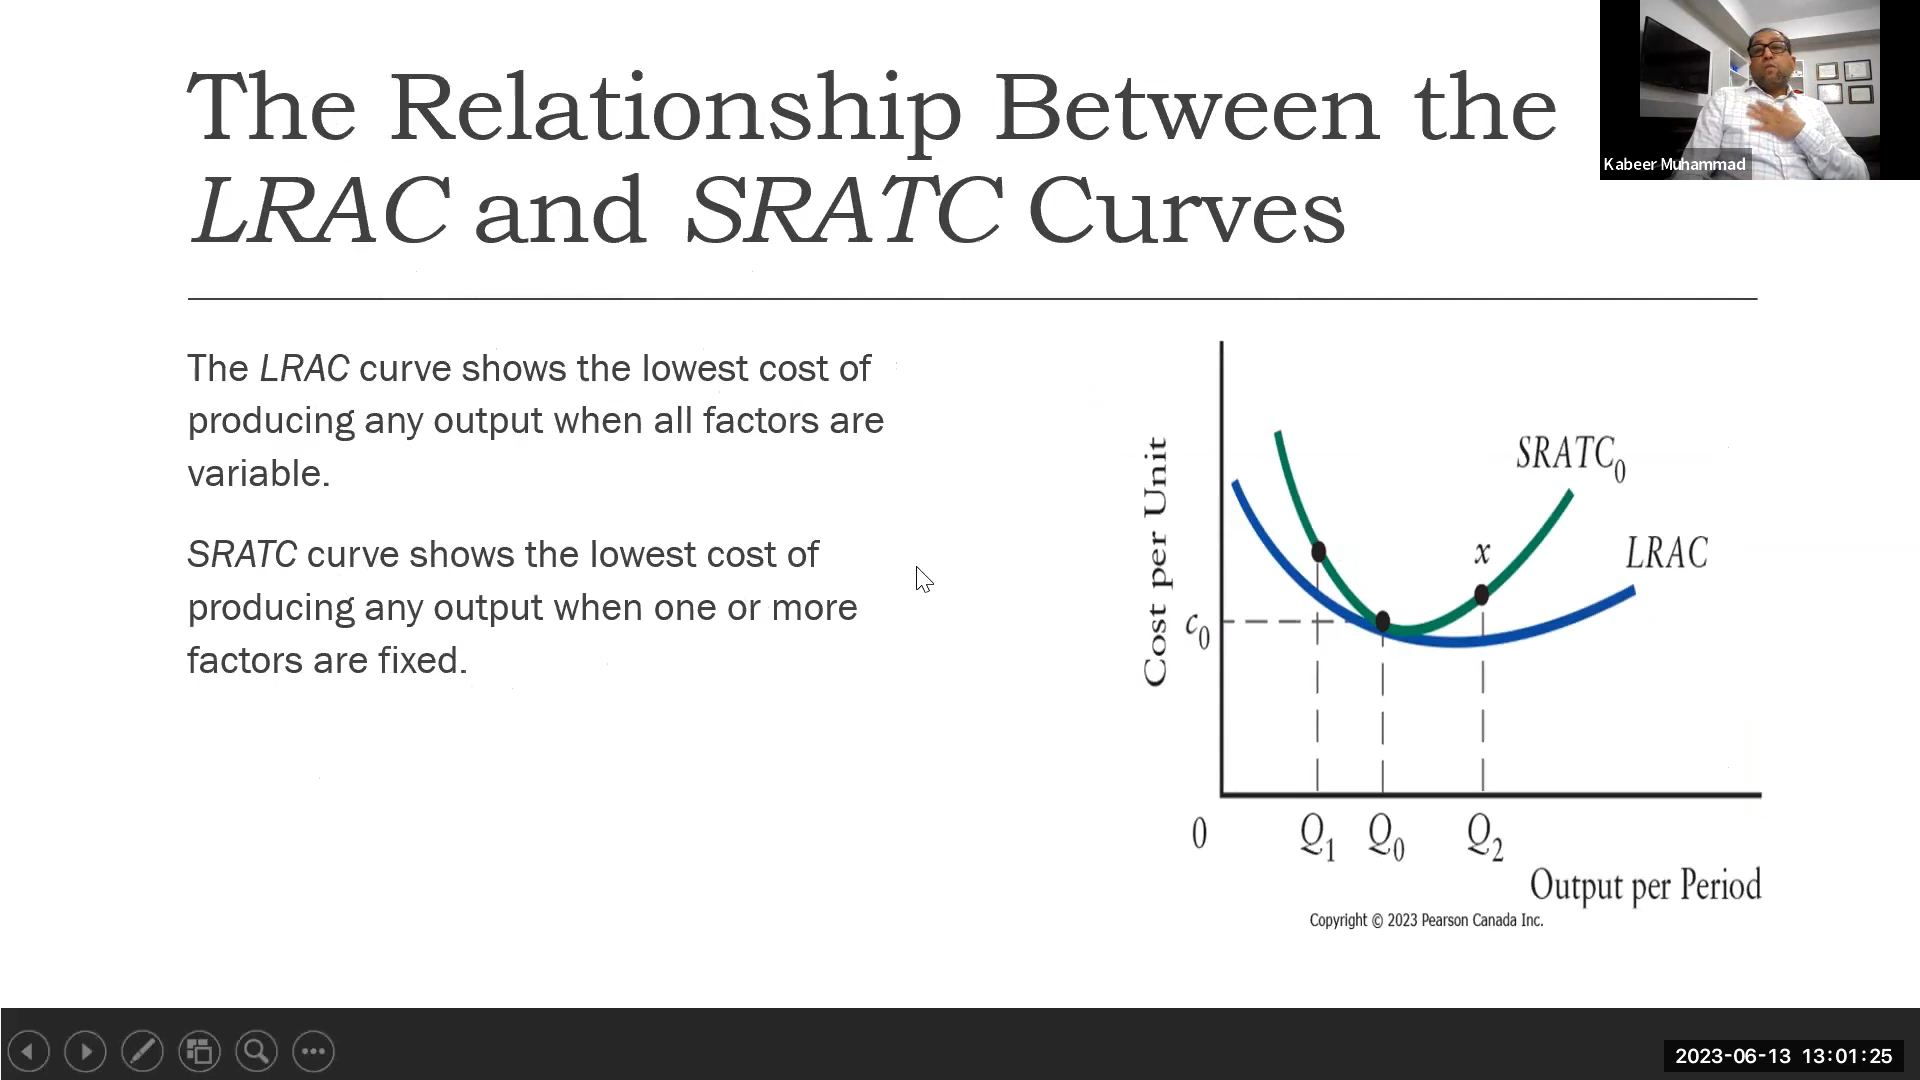 The Relationship Between the
LRAC and SRATC Curves
Kabeer Muhammad
The LRAC curve shows the lowest cost of
producing any output when all factors are
variable.
SRATC curve shows the lowest cost of
producing any output when one or more
factors are fixed.
Cost per Unit
SRATC0
x
LRAC
c0
0
Q1
Q0
Q2
Output per Period
Copyright © 2023 Pearson Canada Inc.
2023-06-13 13:01:25